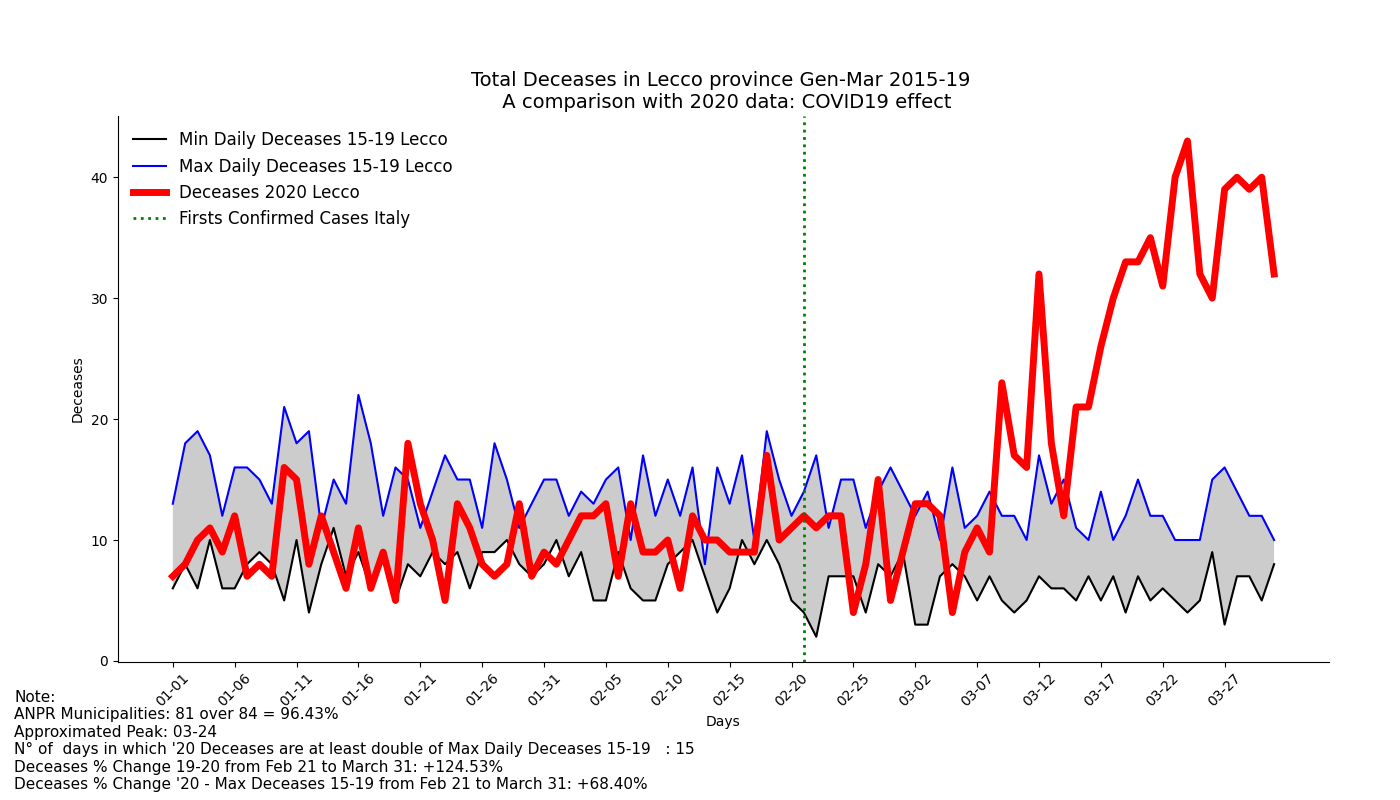 Total Deceases in Lecco province Gen-Mar 2015-19
A comparison with 2020 data: COVID19 effect
Min Daily Deceases 15-19 Lecco
Max Daily Deceases 15-19 Lecco
Deceases 2020 Lecco
Firsts Confirmed Cases Italy
40
30
20
10
0
Deceases
01-01
01-06
01-11
01-16
01-21
01-26
01-31
02-05
02-10
02-15
02-20
02-25
03-02
03-07
03-12
03-17
03-22
03-27
Days
Note:
ANPR Municipalities: 81 over 84 = 96.43%
Approximated Peak: 03-24
N° of  days in which '20 Deceases are at least double of Max Daily Deceases 15-19   : 15
Deceases % Change 19-20 from Feb 21 to March 31: +124.53%
Deceases % Change '20 - Max Deceases 15-19 from Feb 21 to March 31: +68.40%